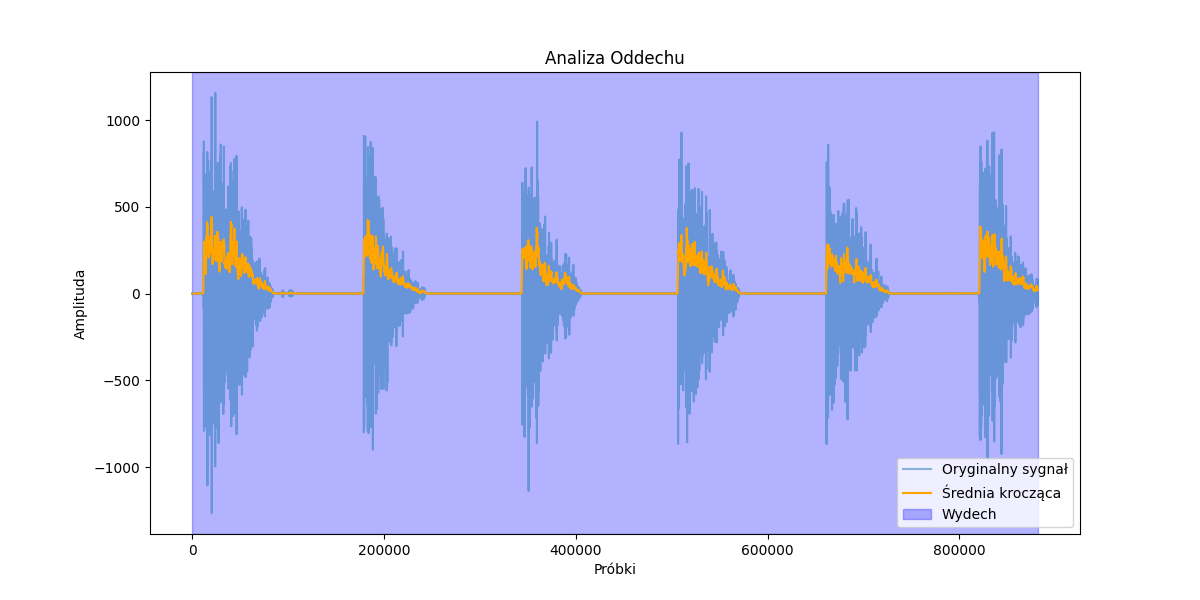 Analiza Oddechu
Amplituda
1000
500
0
−500
−1000
0
200000
400000
600000
800000
Próbki
Oryginalny sygnał
Średnia krocząca
Wydech